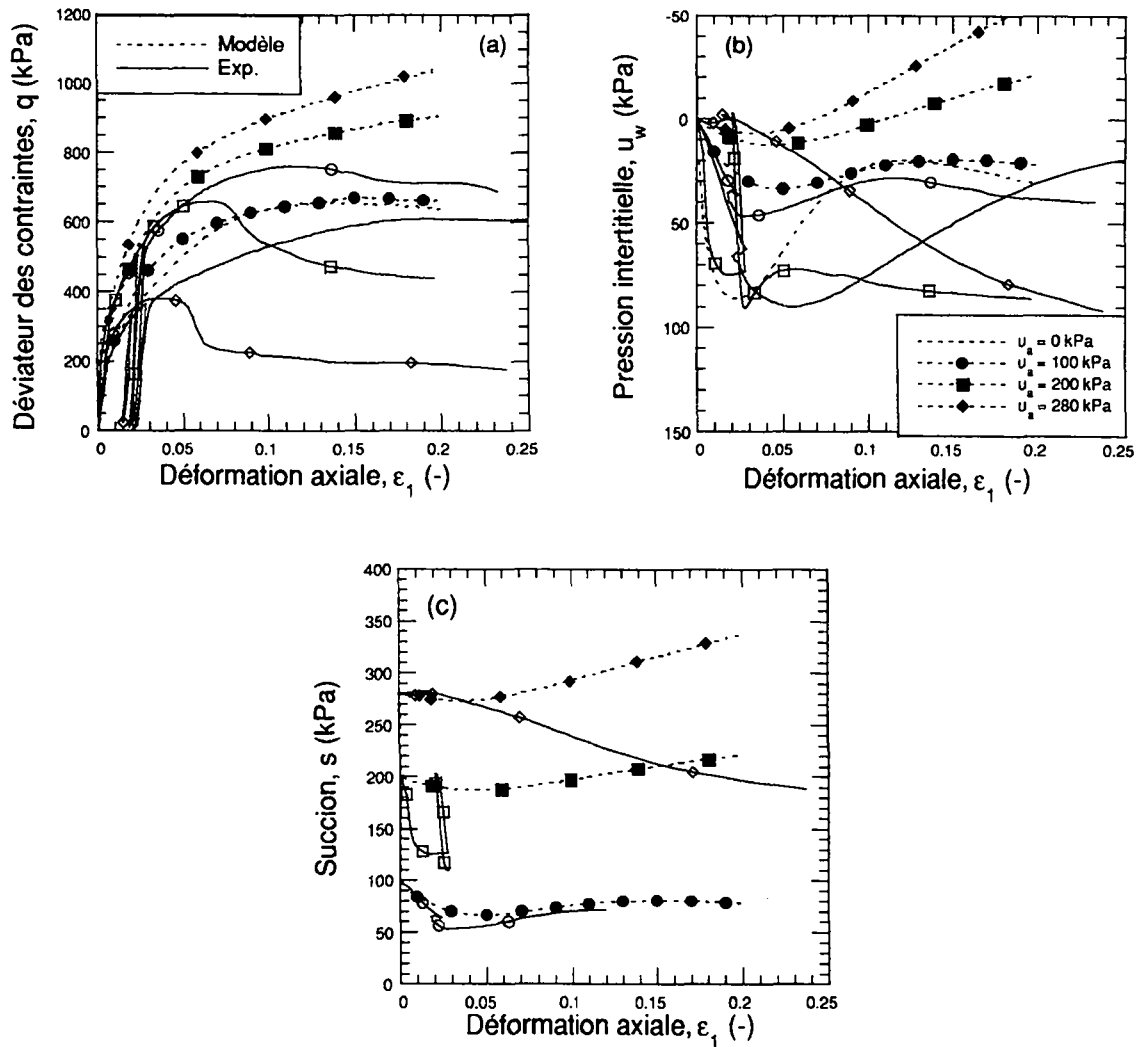 Déviateur des contraintes, q (kPa)
1200
1000
800
600
400
200
0
Modèle
Exp.
(a)
0 0.05 0.1 0.15 0.2 0.25
Déformation axiale, ε1 (-)
Pression intertitielle, uw (kPa)
-50
0
50
100
150
(b)
ua = 0 kPa
ua = 100 kPa
ua = 200 kPa
ua = 280 kPa
0 0.05 0.1 0.15 0.2 0.25
Déformation axiale, ε1 (-)
Succion, s (kPa)
400
350
300
250
200
150
100
50
0
(c)
0 0.05 0.1 0.15 0.2 0.25
Déformation axiale, ε1 (-)